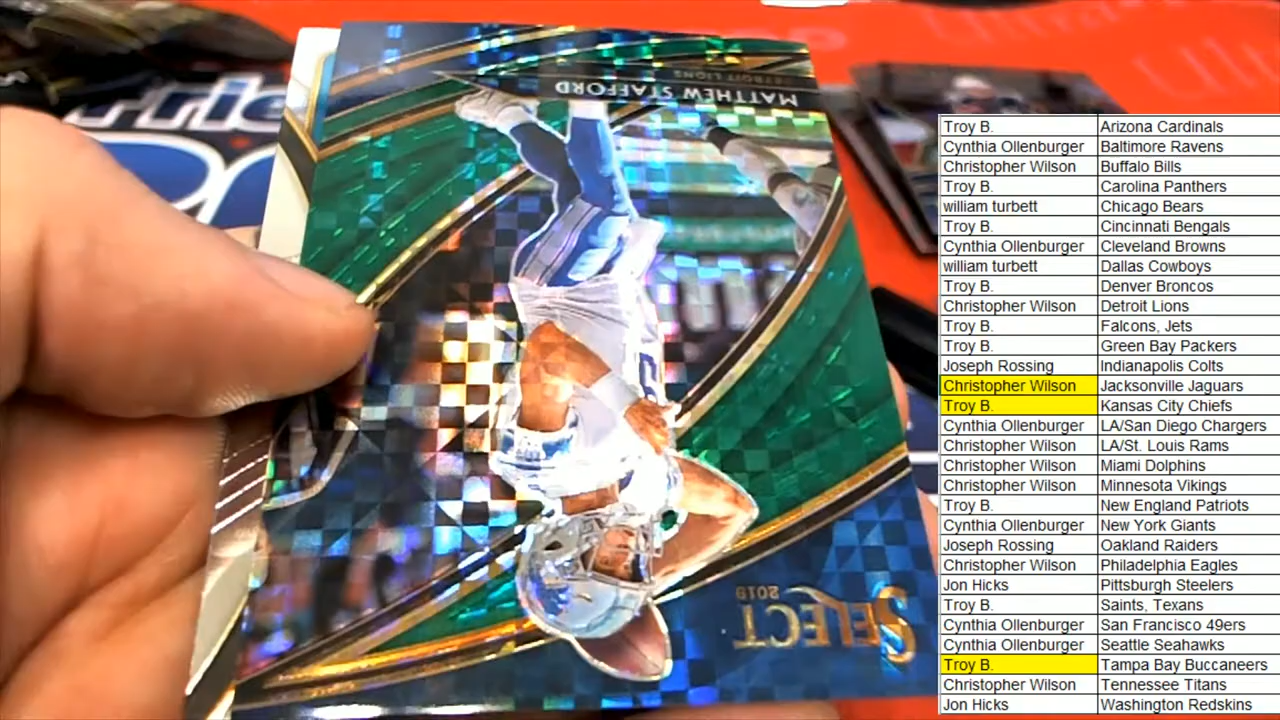 MATTHEW STAFFORD
DETROIT LIONS
2019
SELECT
Troy B. Arizona Cardinals
Cynthia Ollenburger Baltimore Ravens
Christopher Wilson Buffalo Bills
Troy B. Carolina Panthers
william turbett Chicago Bears
Troy B. Cincinnati Bengals
Cynthia Ollenburger Cleveland Browns
william turbett Dallas Cowboys
Troy B. Denver Broncos
Christopher Wilson Detroit Lions
Troy B. Falcons, Jets
Troy B. Green Bay Packers
Joseph Rossing Indianapolis Colts
Christopher Wilson Jacksonville Jaguars
Troy B. Kansas City Chiefs
Cynthia Ollenburger LA/San Diego Chargers
Christopher Wilson LA/St. Louis Rams
Christopher Wilson Miami Dolphins
Christopher Wilson Minnesota Vikings
Troy B. New England Patriots
Cynthia Ollenburger New York Giants
Joseph Rossing Oakland Raiders
Christopher Wilson Philadelphia Eagles
Jon Hicks Pittsburgh Steelers
Troy B. Saints, Texans
Cynthia Ollenburger San Francisco 49ers
Cynthia Ollenburger Seattle Seahawks
Troy B. Tampa Bay Buccaneers
Christopher Wilson Tennessee Titans
Jon Hicks Washington Redskins